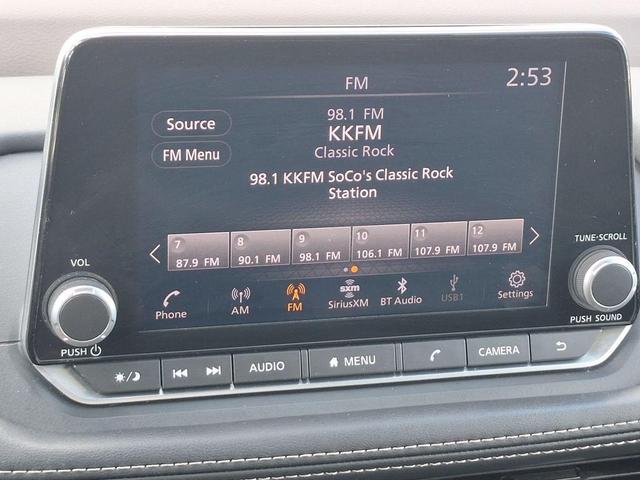 FM
2:53
Source
FM Menu
98.1 FM
KKFM
Classic Rock
98.1 KKFM SoCo's Classic Rock
Station
7
87.9 FM
8
90.1 FM
9
98.1 FM
10
106.1 FM
11
107.9 FM
12
107.9 FM
Phone
AM
FM
sxm
SiriusXM
BT Audio
USB1
Settings
VOL
PUSH
TUNE·SCROLL
PUSH SOUND
AUDIO
MENU
CAMERA